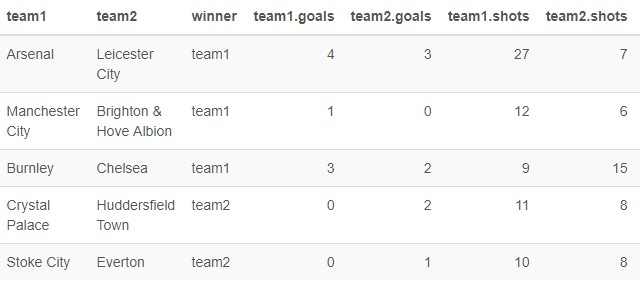 team1 team2 winner team1.goals team2.goals team1.shots team2.shots
Arsenal Leicester team1 4 3 27 7
City
Manchester Brighton & team1 1 0 12 6
City Hove Albion
Burnley Chelsea team1 3 2 9 15
Crystal Huddersfield team2 0 2 11 8
Palace Town
Stoke City Everton team2 0 1 10 8